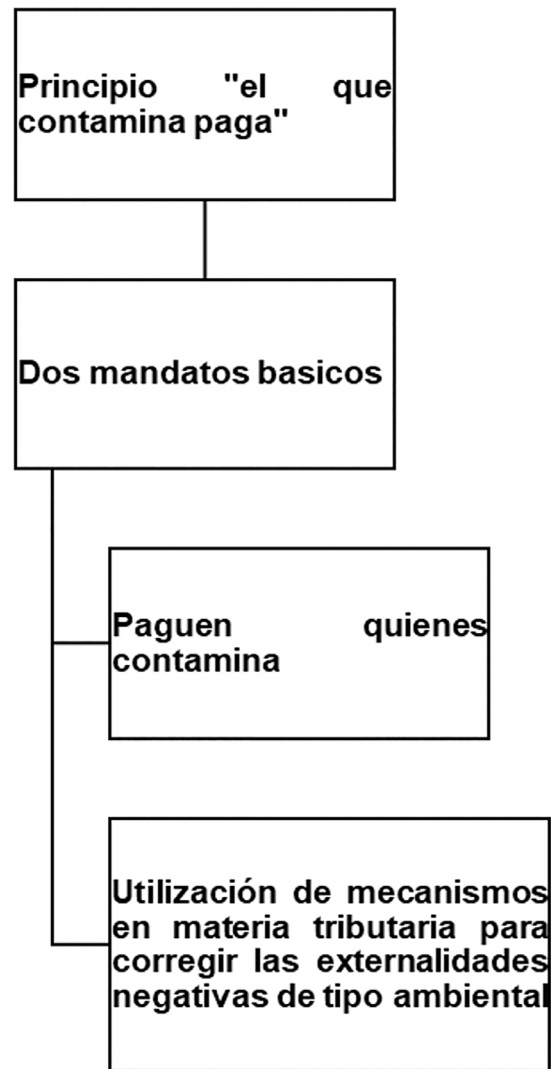 Principio "el que
contamina paga"
Dos mandatos basicos
Paguen quienes
contamina
Utilización de mecanismos
en materia tributaria para
corregir las externalidades
negativas de tipo ambiental